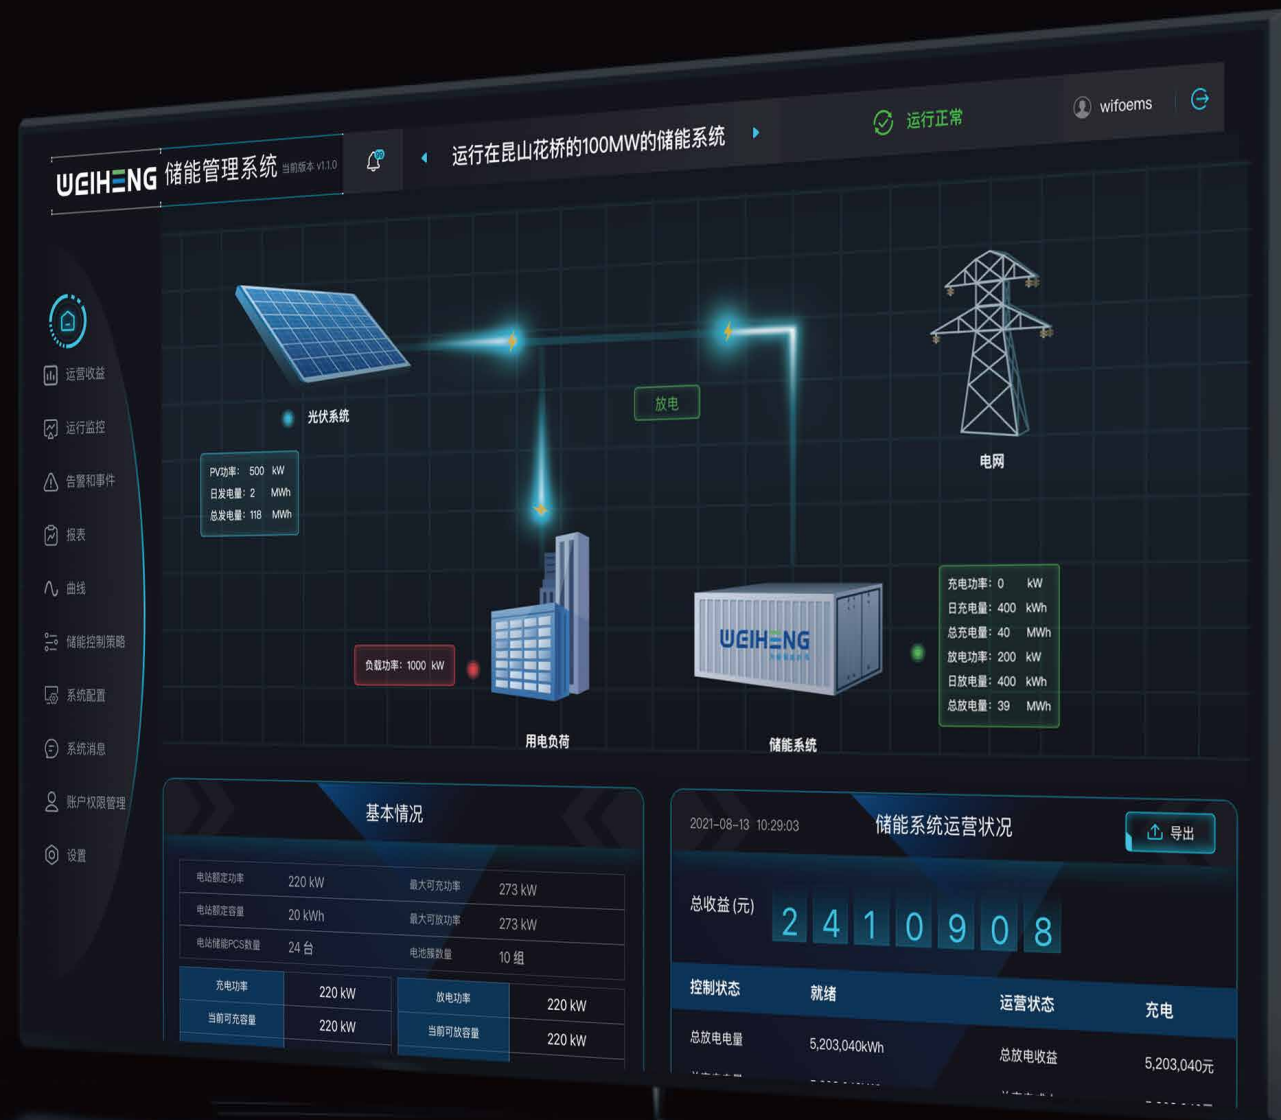 WEIHENG 储能管理系统 当前版本 v1.1.0
运行在昆山花桥的100MW的储能系统
运行正常
wifoems
运营收益
运行监控
告警和事件
报表
曲线
储能控制策略
系统配置
系统消息
账户权限管理
设置
光伏系统
PV功率: 500 kW
日发电量: 2 MWh
总发电量: 118 MWh
放电
电网
负载功率: 1000 kW
用电负荷
WEIHENG
储能系统
充电功率: 0 kW
日充电量: 400 kWh
总充电量: 40 MWh
放电功率: 200 kW
日放电量: 400 kWh
总放电量: 39 MWh
基本情况
电站额定功率 220 kW 最大可充功率 273 kW
电站额定容量 20 kWh 最大可放功率 273 kW
电站储能PCS数量 24 台 电池簇数量 10 组
充电功率 220 kW 放电功率 220 kW
当前可充容量 220 kW 当前可放容量 220 kW
2021-08-13 10:29:03
储能系统运营状况
导出
总收益 (元) 2410908
控制状态 就绪 运营状态 充电
总放电电量 5,203,040kWh 总放电收益 5,203,040元